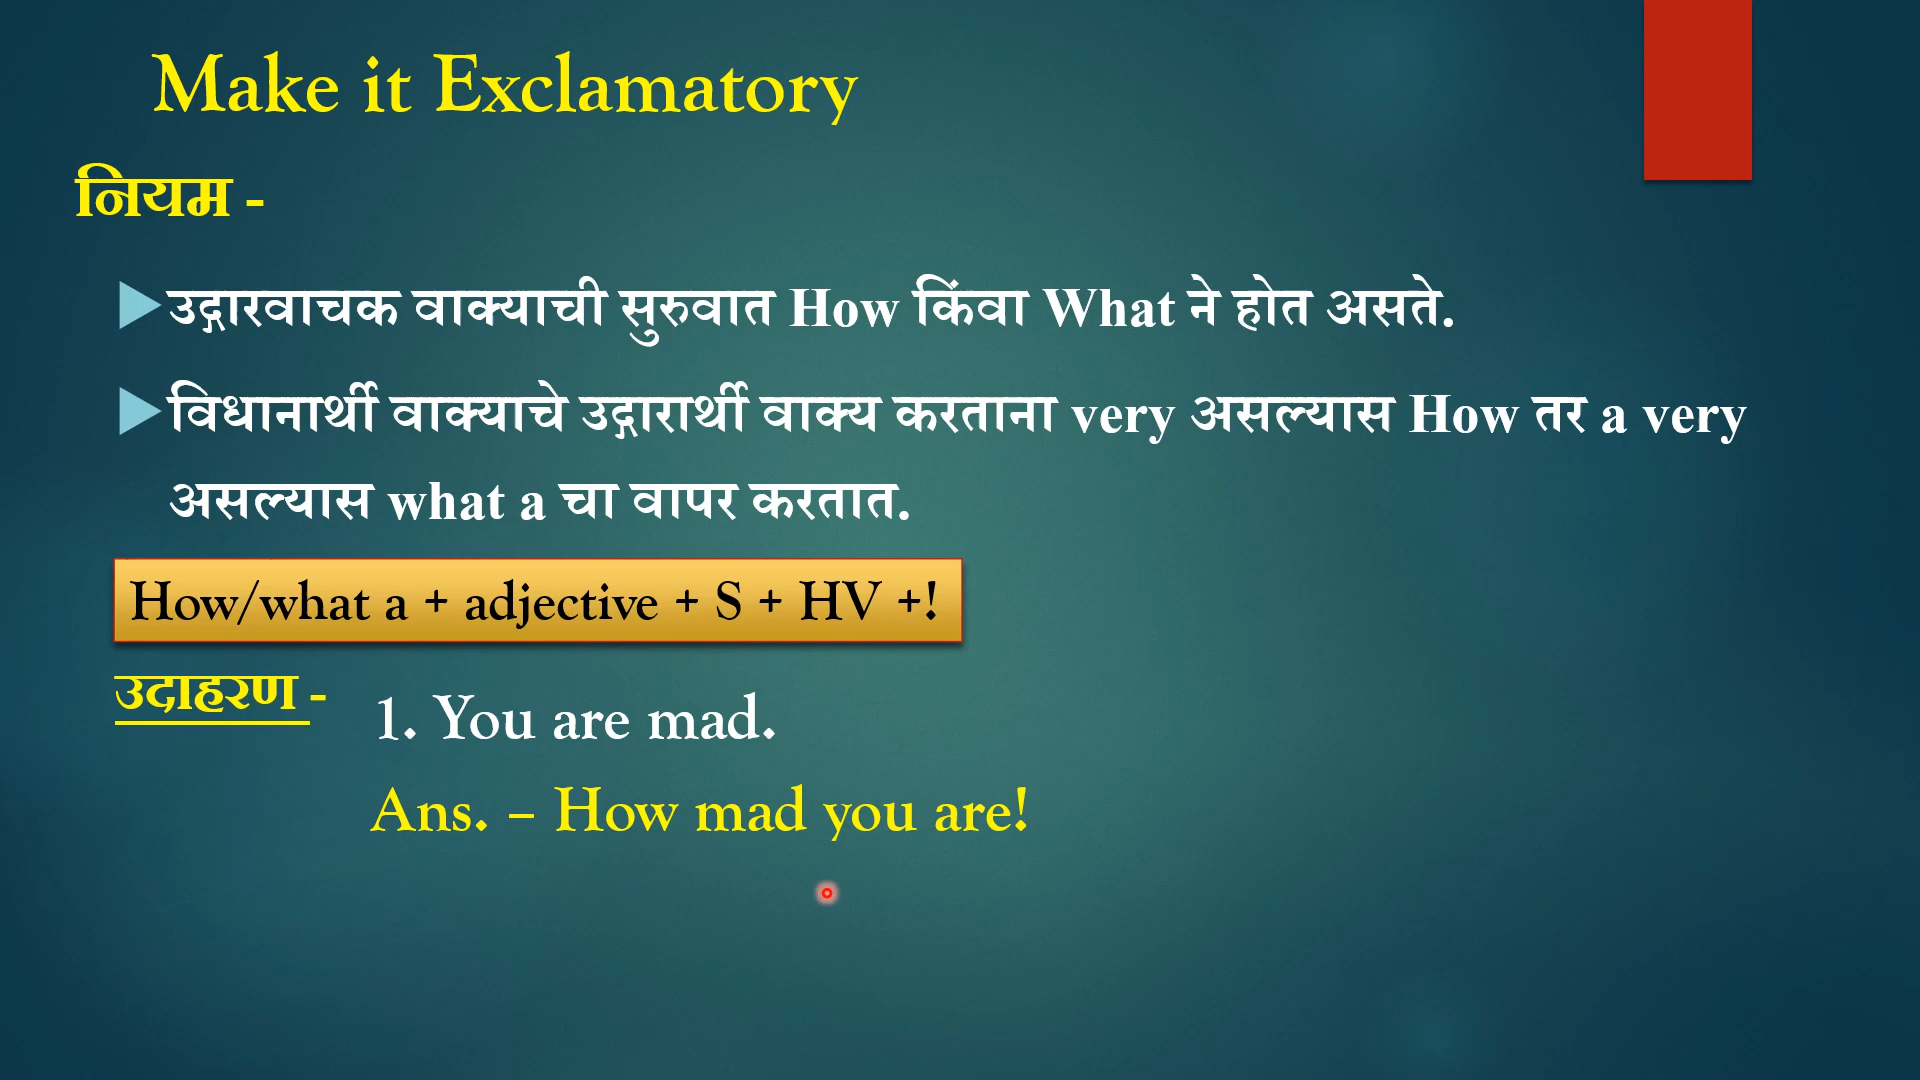 Make it Exclamatory
नियम -
उद्गारवाचक वाक्याची सुरुवात How किंवा What ने होत असते.
विधानार्थी वाक्याचे उद्गारार्थी वाक्य करताना very असल्यास How तर a very
असल्यास what a चा वापर करतात.
How/what a + adjective + S + HV +!
उदाहरण -
1. You are mad.
Ans. – How mad you are!